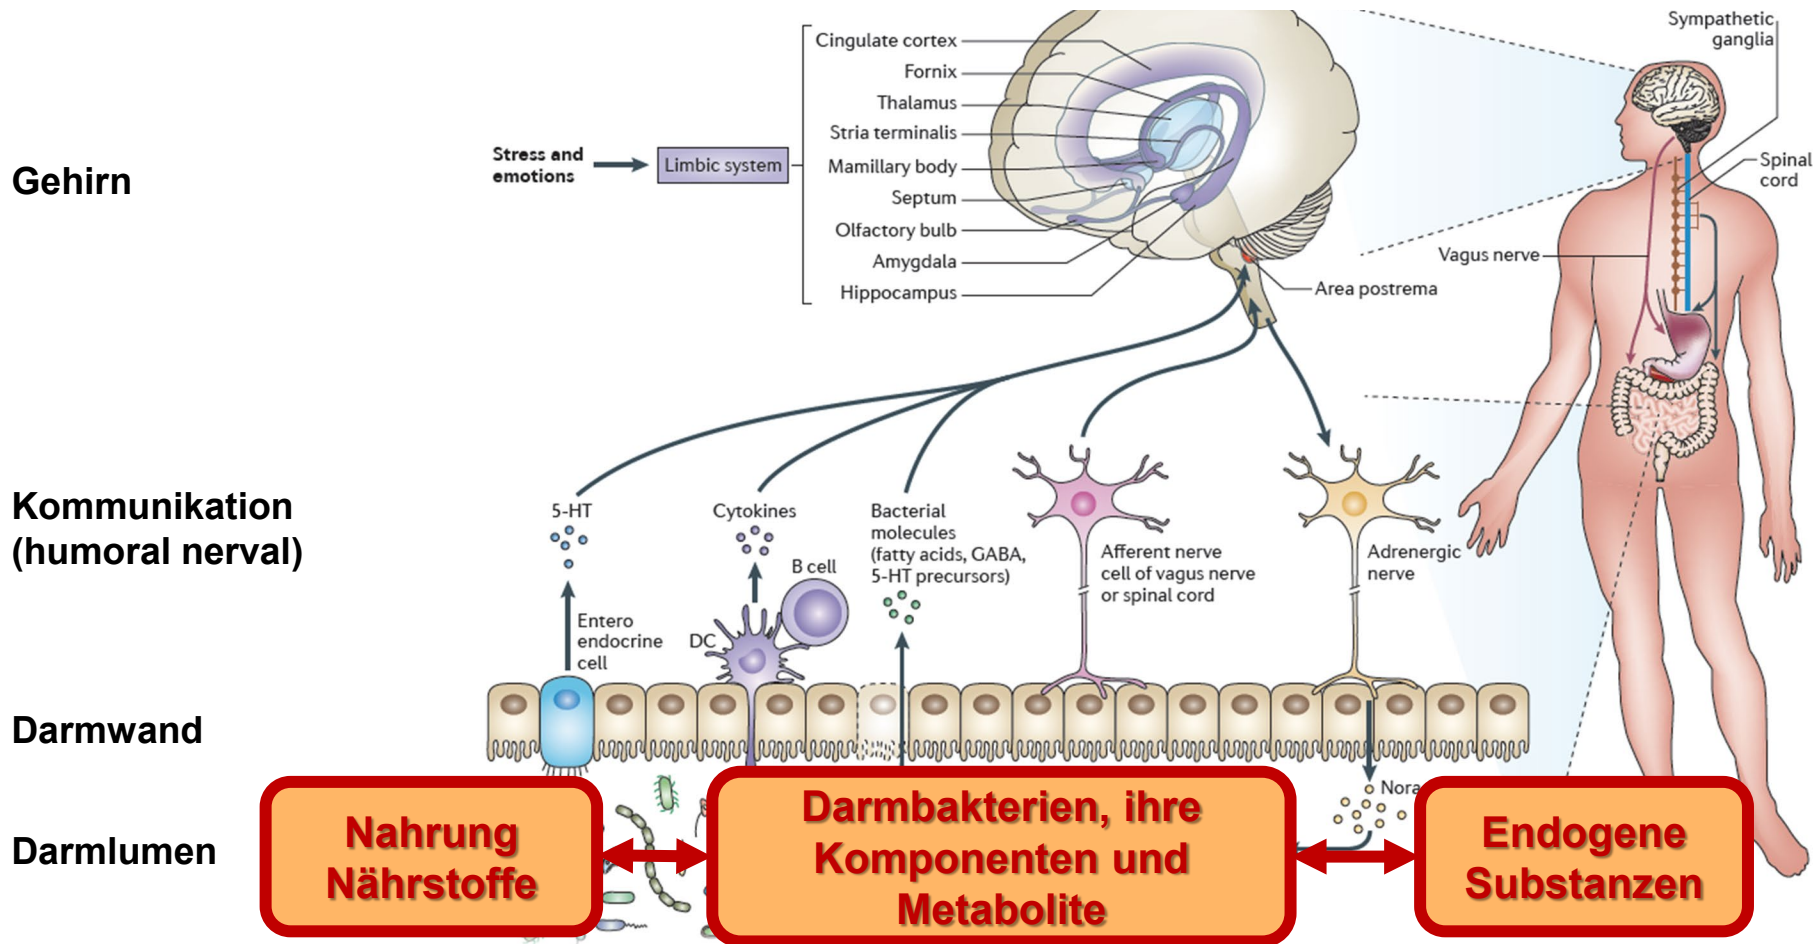 Cingulate cortex
Fornix
Thalamus
Stria terminalis
Mamillary body
Septum
Olfactory bulb
Amygdala
Hippocampus
Stress and
emotions
Limbic system
Gehirn
Area postrema
Sympathetic
ganglia
Spinal
cord
Vagus nerve
Kommunikation
(humoral nerval)
5-HT
Cytokines
Bacterial
molecules
(fatty acids, GABA,
5-HT precursors)
Afferent nerve
cell of vagus nerve
or spinal cord
Adrenergic
nerve
B cell
DC
Entero
endocrine
cell
Darmwand
Darmlumen
Nahrung
Nährstoffe
Darmbakterien, ihre
Komponenten und
Metabolite
Nora
Endogene
Substanzen